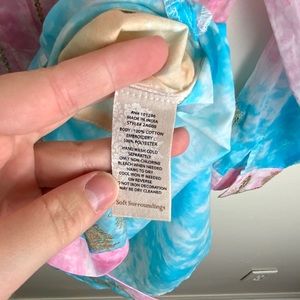 RN# 121266
MADE IN INDIA
BODY : 100% COTTON
EMBROIDERY
100% POLYESTER
HAND WASH COLD
SEPARATELY
ONLY NON-CHLORINE
BLEACH WHEN NEEDED
HANG TO DRY
COOL IRON IF NEEDED
ON REVERSE
DO NOT IRON DECORATION
MAY BE DRY CLEANED
Soft Surroundings